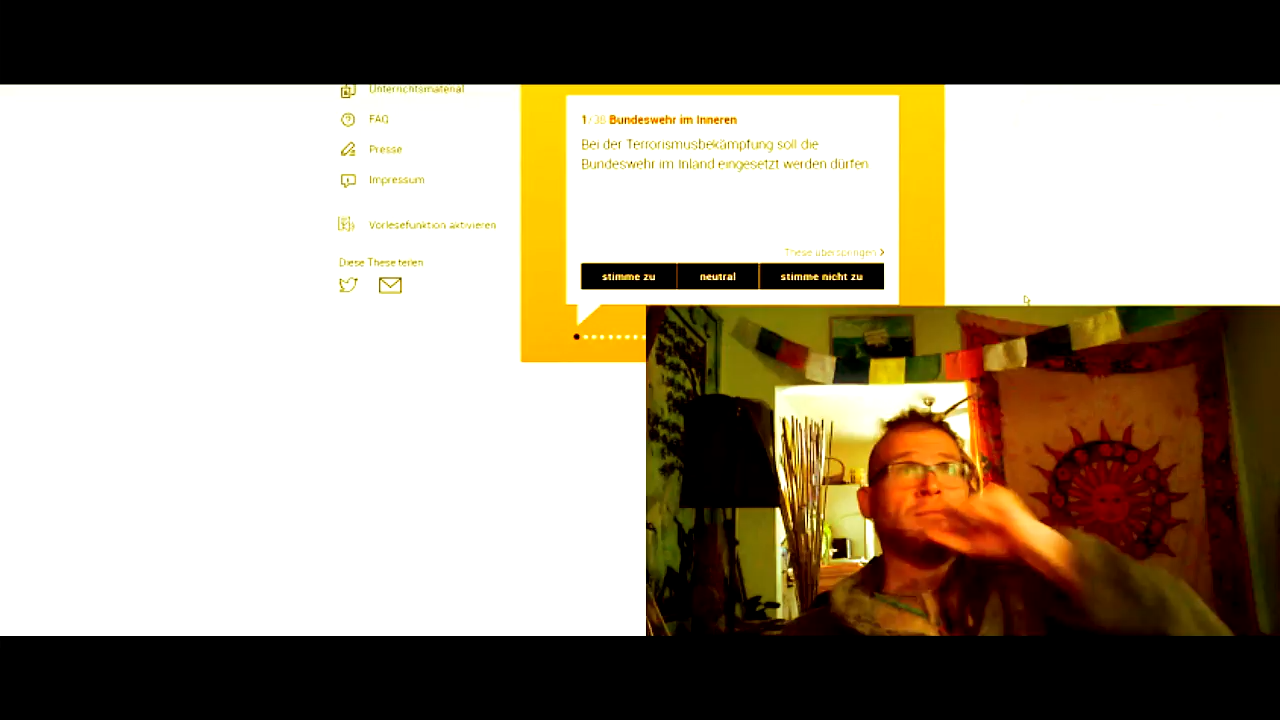 Unterrichtsmaterial
FAQ
Presse
Impressum
Vorlesefunktion aktivieren
Diese These teilen
1/38 Bundeswehr im Inneren
Bei der Terrorismusbekämpfung soll die
Bundeswehr im Inland eingesetzt werden dürfen
These überspringen
stimme zu
neutral
stimme nicht zu